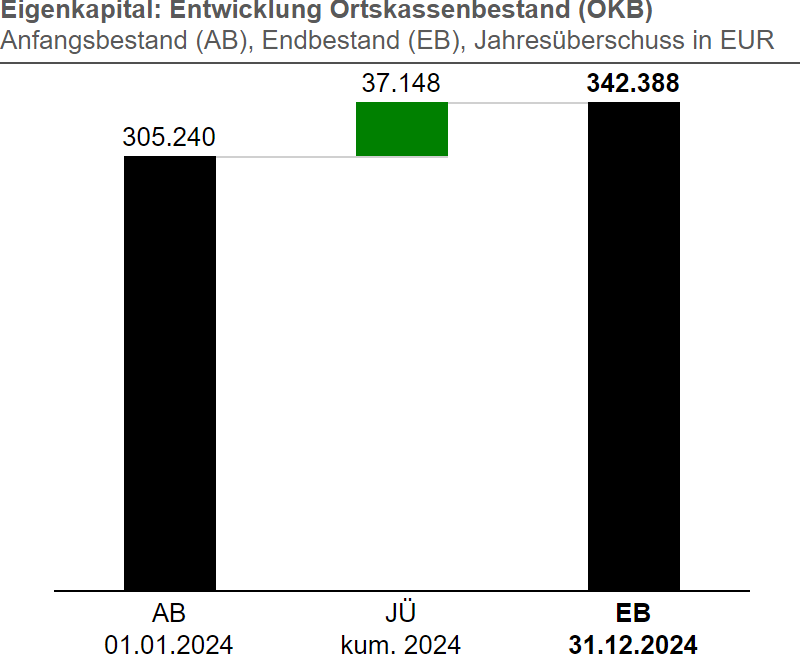 Eigenkapital: Entwicklung Ortskassenbestand (OKB)
Anfangsbestand (AB), Endbestand (EB), Jahresüberschuss in EUR
37.148
342.388
305.240
AB
JÜ
EB
01.01.2024
kum. 2024
31.12.2024